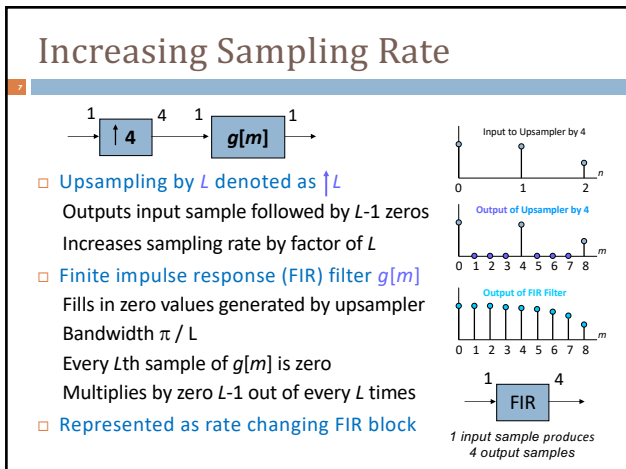 Increasing Sampling Rate
7
1 4 1 1
↑ 4 g[m]
□ Upsampling by L denoted as ↑L
Outputs input sample followed by L-1 zeros
Increases sampling rate by factor of L
□ Finite impulse response (FIR) filter g[m]
Fills in zero values generated by upsampler
Bandwidth π / L
Every Lth sample of g[m] is zero
Multiplies by zero L-1 out of every L times
□ Represented as rate changing FIR block
Input to Upsampler by 4
n
0 1 2
Output of Upsampler by 4
m
0 1 2 3 4 5 6 7 8
Output of FIR Filter
m
0 1 2 3 4 5 6 7 8
1 4
FIR
1 input sample produces
4 output samples